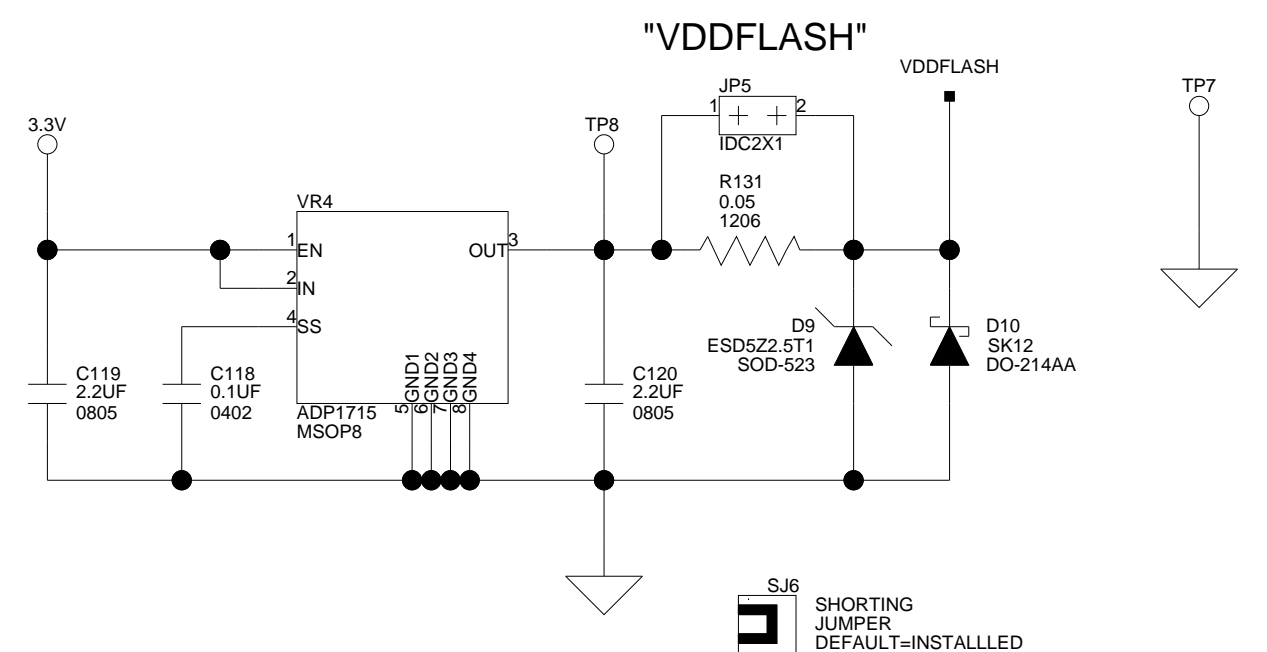 "VDDFLASH"
VDDFLASH
JP5
1
2
IDC2X1
TP7
3.3V
TP8
R131
0.05
1206
VR4
1
EN
OUT
3
2
IN
4
SS
GND1
GND2
GND3
GND4
5
6
7
8
ADP1715
MSOP8
C119
2.2UF
0805
C118
0.1UF
0402
C120
2.2UF
0805
D9
ESD5Z2.5T1
SOD-523
D10
SK12
DO-214AA
SJ6
SHORTING
JUMPER
DEFAULT=INSTALLLED